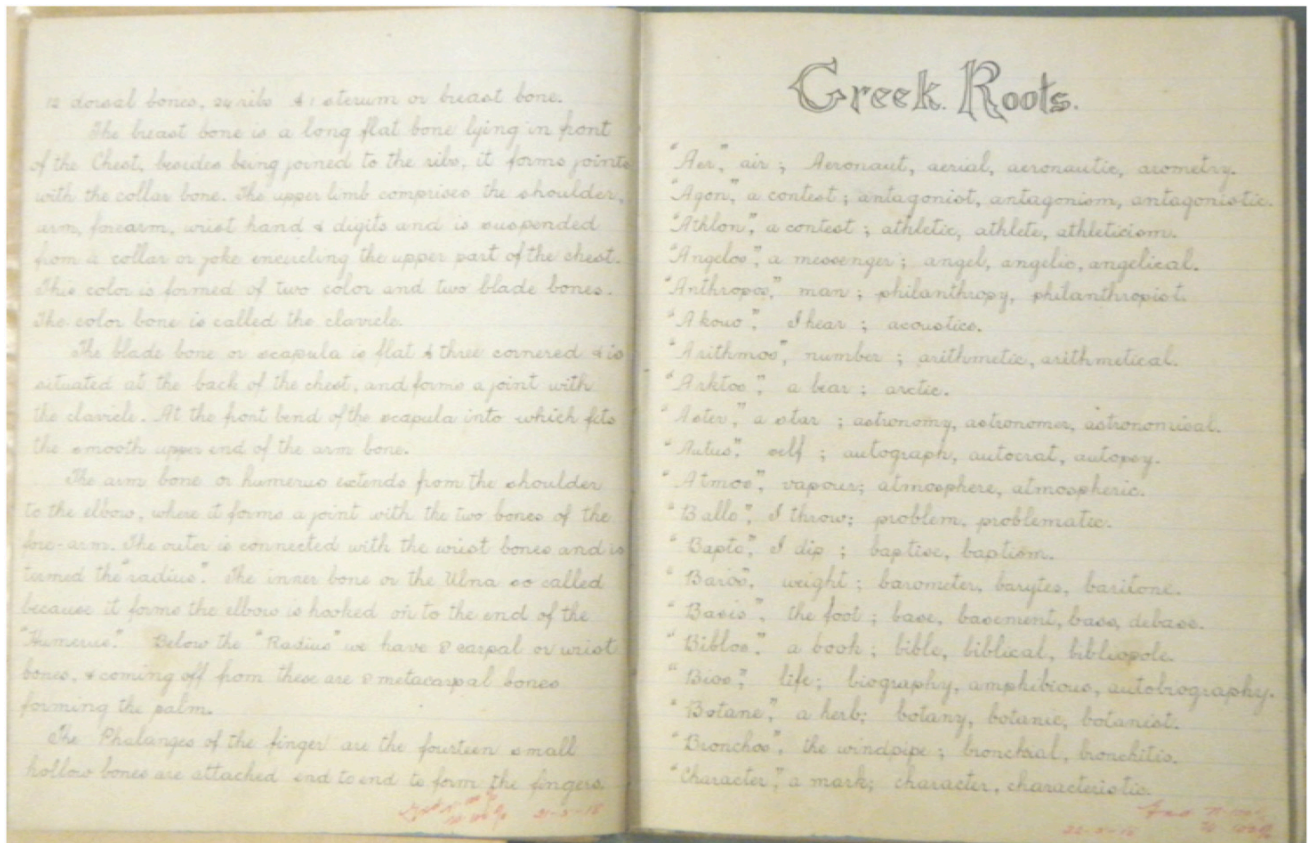 12 dorsal bones, 24 ribs & 1 sterum or breast bone.
The breast bone is a long flat bone lying in front
of the Chest, besides being joined to the ribs, it forms joints
with the collar bone. The upper limb comprises the shoulder,
arm, forearm, wrist hand & digits and is suspended
from a collar or yoke encircling the upper part of the chest.
This color is formed of two color and two blade bones.
The color bone is called the clavicle.
The blade bone or scapula is flat & three cornered & is
situated at the back of the chest, and forms a joint with
the clavicle. At the front bend of the scapula into which fits
the smooth upper end of the arm bone.
The arm bone or humerus extends from the shoulder
to the elbow, where it forms a joint with the two bones of the
fore-arm. The outer is connected with the wrist bones and is
termed the "radius". The inner bone or the Ulna so called
because it forms the elbow is hooked on to the end of the
"Humerus". Below the "Radius" we have 8 carpal or wrist
bones, & coming off from these are 8 metacarpal bones
forming the palm.
The Phalanges of the finger are the fourteen small
hollow bones are attached end to end to form the fingers.
Greek Roots.
"Aer", air ; Aeronaut, aerial, aeronautic, arometry.
"Agon", a contest ; antagonist, antagonism, antagonistic.
"Athlon", a contest ; athletic, athlete, athleticism.
"Angelos", a messenger ; angel, angelic, angelical.
"Anthropos", man ; philanthropy, philanthropist.
"Akouo", I hear ; acoustics.
"Arithmos", number ; arithmetic, arithmetical.
"Arktos", a bear ; arctic.
"Aster", a star ; astronomy, astronomer, astronomical.
"Autus", self ; autograph, autocrat, autopsy.
"Atmos", vapour; atmosphere, atmospheric.
"Ballo", I throw; problem, problematic.
"Bapto", I dip ; baptise, baptism.
"Baros", weight ; barometer, barytes, baritone.
"Basis", the foot ; base, basement, bass, debase.
"Biblos", a book ; bible, biblical, bibliopole.
"Bios", life; biography, amphibious, autobiography.
"Botane", a herb; botany, botanic, botanist.
"Bronchos", the windpipe ; bronchial, bronchitis.
"Character", a mark; character, characteristic.